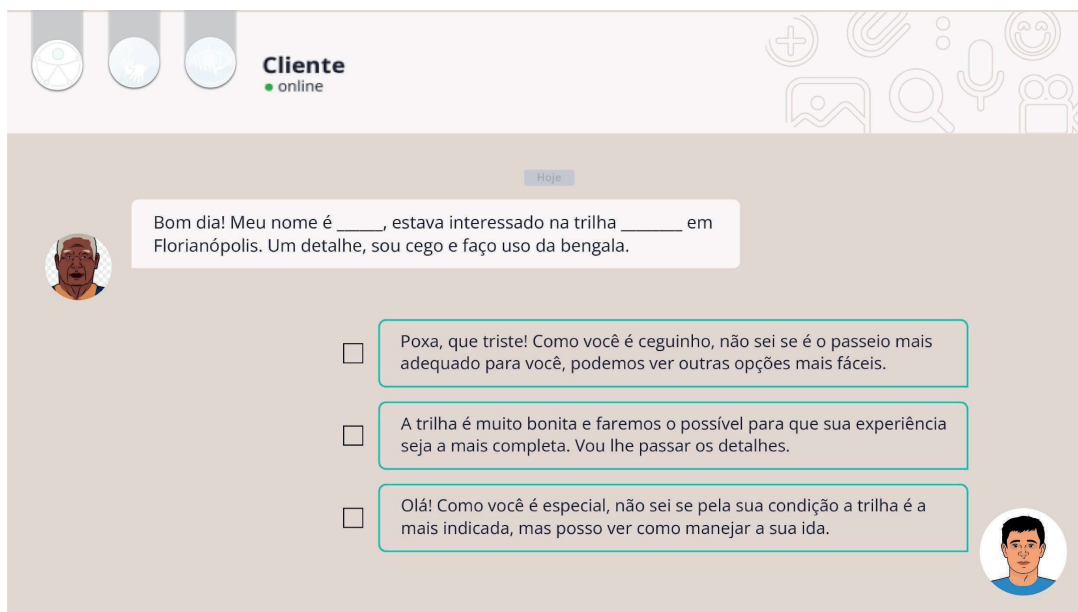 Cliente
online
Hoje
Bom dia! Meu nome é _____, estava interessado na trilha _______ em
Florianópolis. Um detalhe, sou cego e faço uso da bengala.
Poxa, que triste! Como você é ceguinho, não sei se é o passeio mais
adequado para você, podemos ver outras opções mais fáceis.
A trilha é muito bonita e faremos o possível para que sua experiência
seja a mais completa. Vou lhe passar os detalhes.
Olá! Como você é especial, não sei se pela sua condição a trilha é a
mais indicada, mas posso ver como manejar a sua ida.